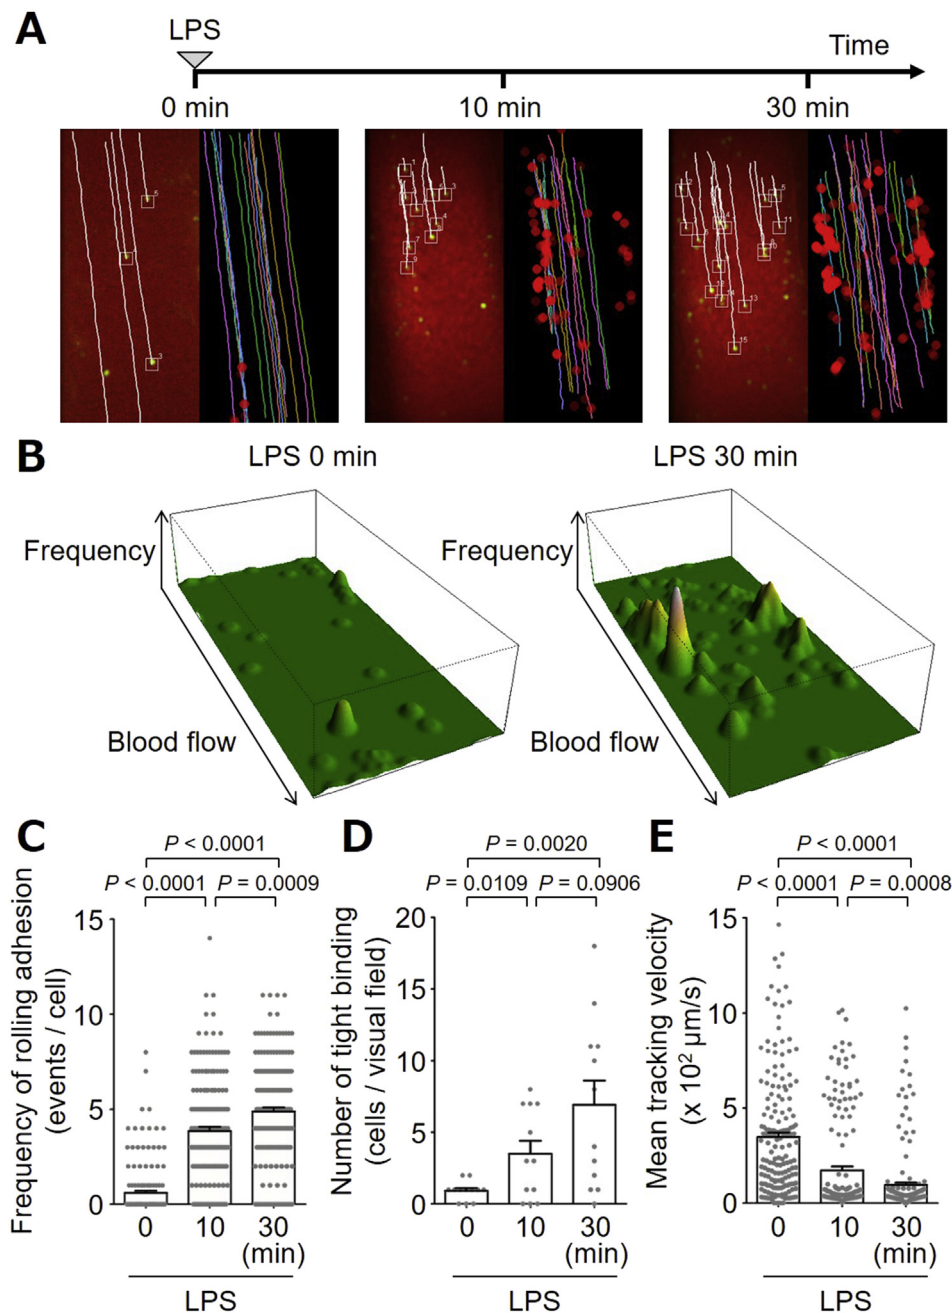 A
LPS
Time
0 min
10 min
30 min
B
LPS 0 min
LPS 30 min
Frequency
Frequency
Blood flow
Blood flow
C
P < 0.0001
P < 0.0001
P = 0.0009
Frequency of rolling adhesion
(events / cell)
15
10
5
0
0
10
30
(min)
LPS
D
P = 0.0020
P = 0.0109
P = 0.0906
Number of tight binding
(cells / visual field)
20
15
10
5
0
0
10
30
(min)
LPS
E
P < 0.0001
P < 0.0001
P = 0.0008
Mean tracking velocity
(x 10² μm/s)
15
10
5
0
0
10
30
(min)
LPS